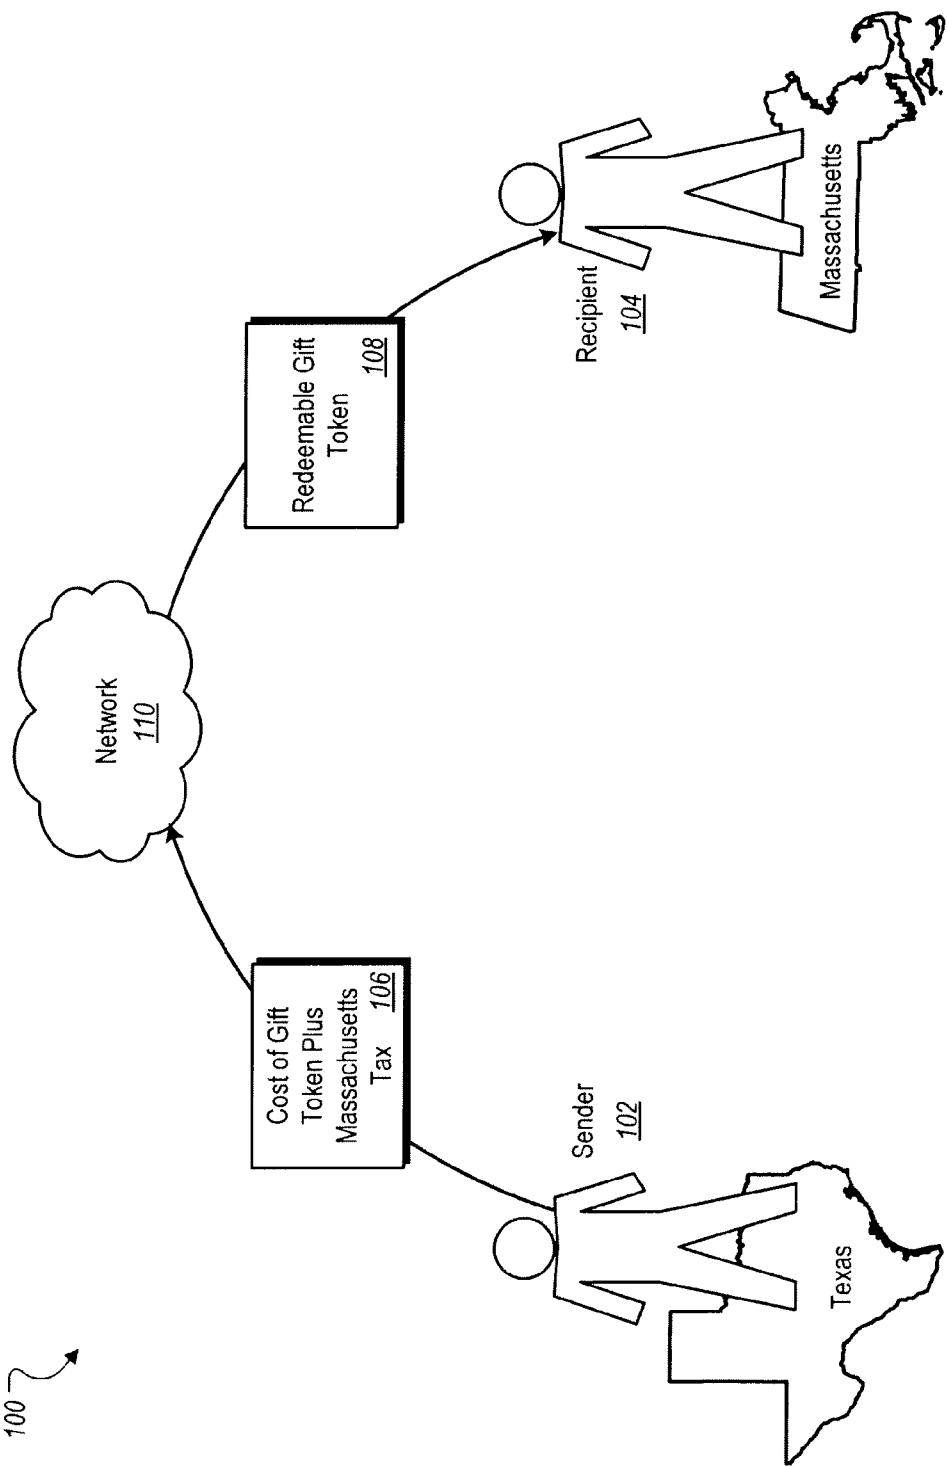 100
Network
110
Cost of Gift
Token Plus
Massachusetts
Tax
106
Redeemable Gift
Token
108
Sender
102
Recipient
104
Texas
Massachusetts